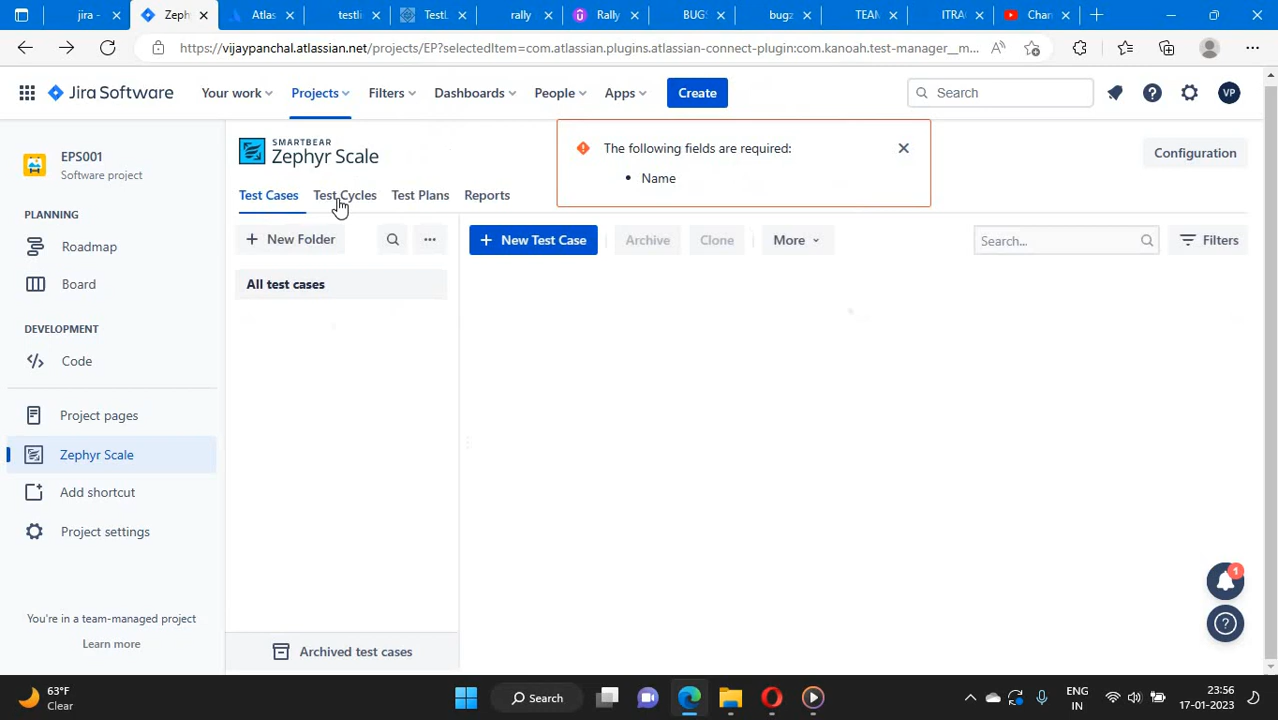 jira -
Zeph
Atlas
testli
TestL
rally
Rally
BUGS
bugz
TEAM
ITRAC
Chan
https://vijaypanchal.atlassian.net/projects/EP?selectedItem=com.atlassian.plugins.atlassian-connect-plugin:com.kanoah.test-manager__m...
Jira Software
Your work
Projects
Filters
Dashboards
People
Apps
Create
Search
VP
EPS001
Software project
PLANNING
Roadmap
Board
DEVELOPMENT
Code
Project pages
Zephyr Scale
Add shortcut
Project settings
You're in a team-managed project
Learn more
SMARTBEAR
Zephyr Scale
The following fields are required:
• Name
Configuration
Test Cases
Test Cycles
Test Plans
Reports
+ New Folder
...
+ New Test Case
Archive
Clone
More
Search...
Filters
All test cases
Archived test cases
1
63°F
Clear
Search
ENG
IN
23:56
17-01-2023